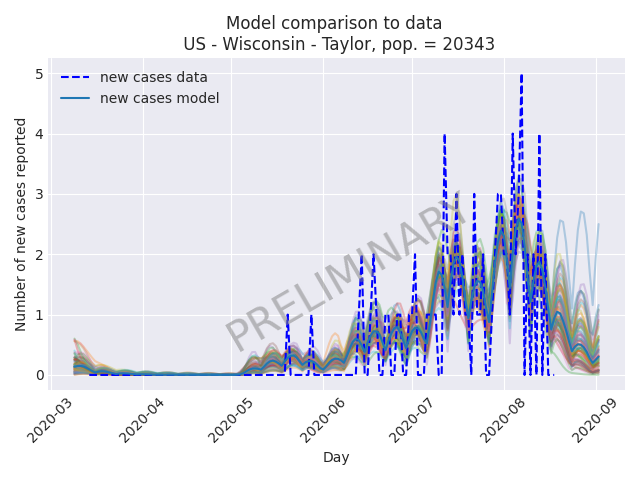 Model comparison to data
US - Wisconsin - Taylor, pop. = 20343
new cases data
new cases model
PRELIMINARY
Number of new cases reported
5
4
3
2
1
0
2020-03
2020-04
2020-05
2020-06
2020-07
2020-08
2020-09
Day